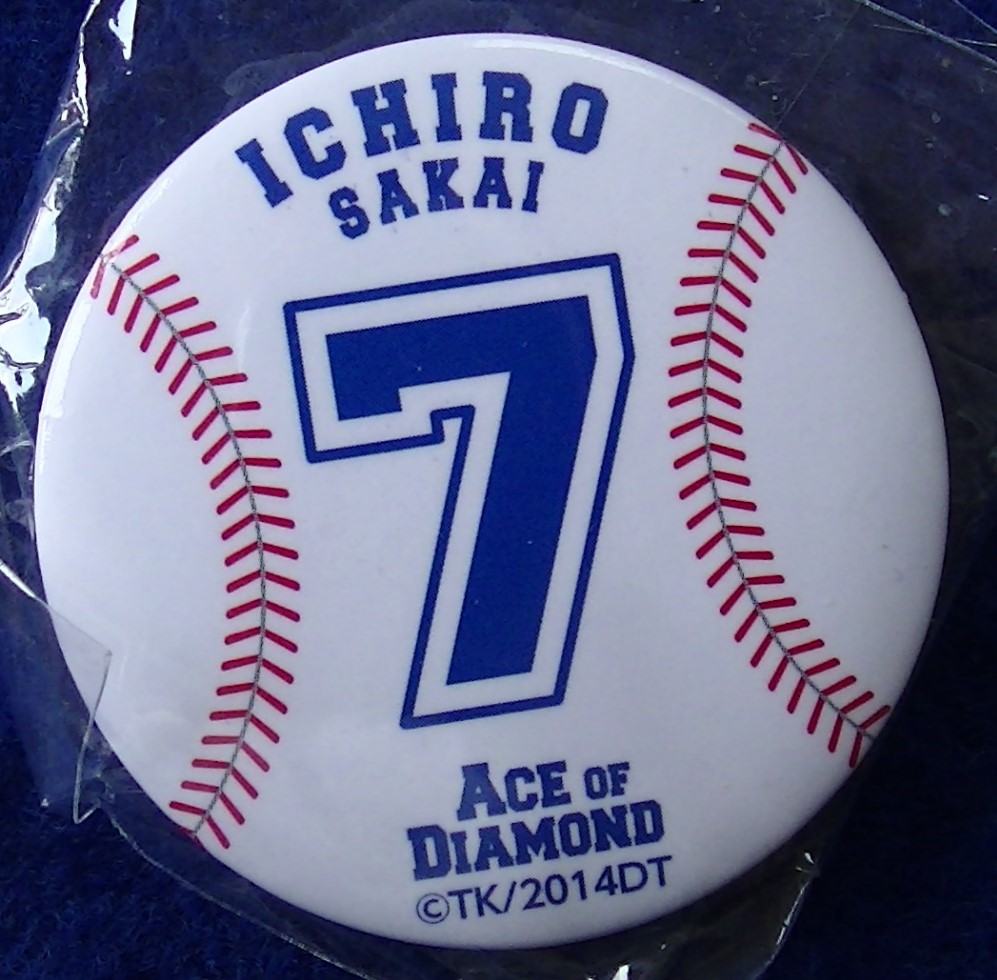 ICHIRO
SAKAI
7
ACE OF
DIAMOND
©TK/2014DT